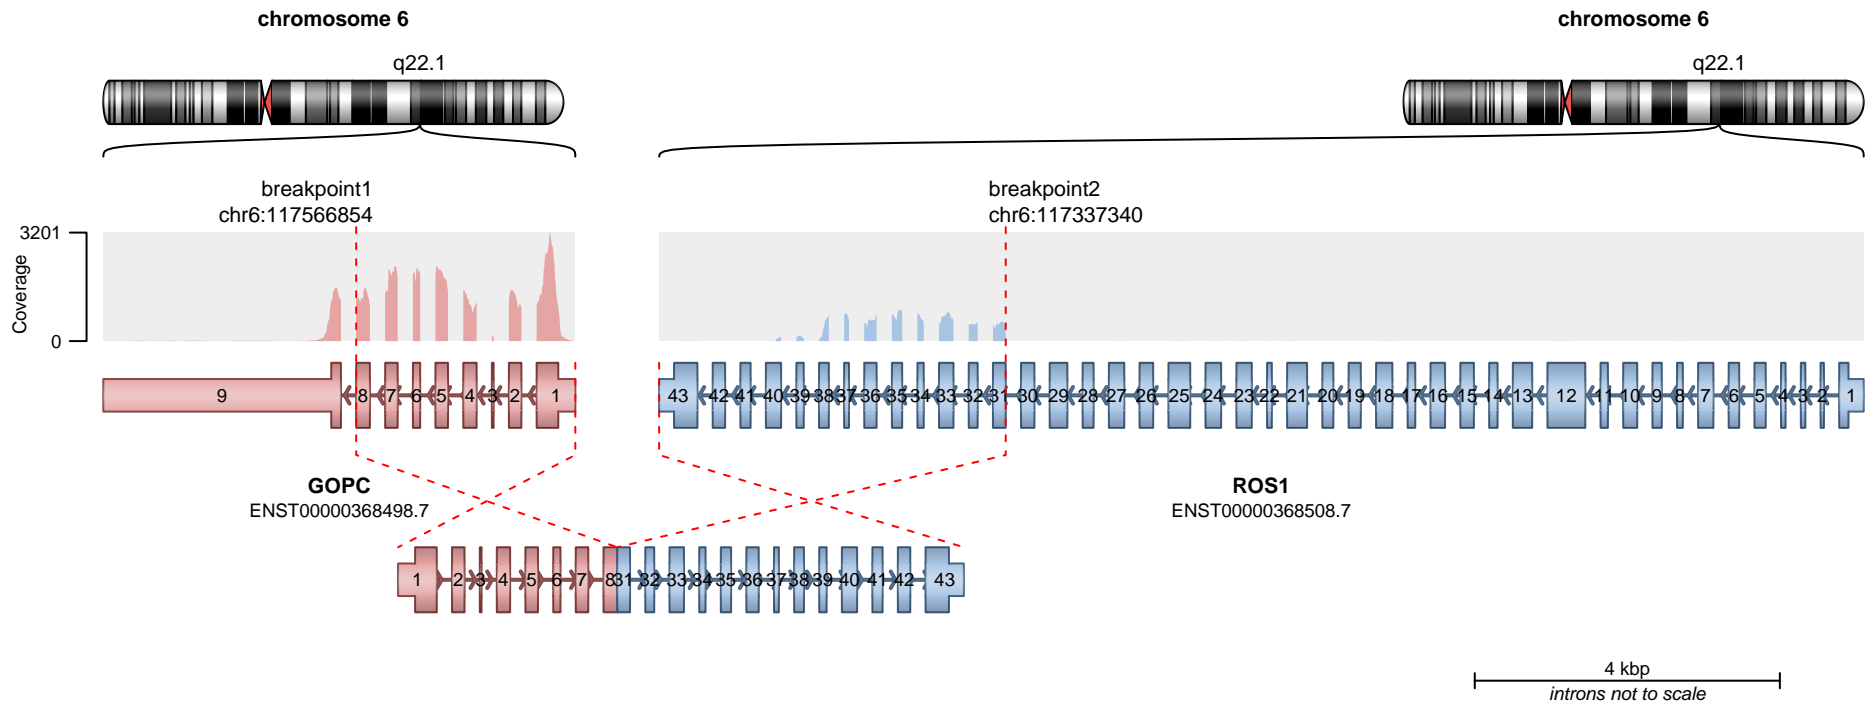 chromosome 6
chromosome 6
q22.1
q22.1
breakpoint1
chr6:117566854
breakpoint2
chr6:117337340
3201
0
Coverage
9 8 7 6 5 4 3 2 1
43 42 41 40 39 38 37 36 35 34 33 32 31 30 29 28 27 26 25 24 23 22 21 20 19 18 17 16 15 14 13 12 11 10 9 8 7 6 5 4 3 2 1
GOPC
ENST00000368498.7
ROS1
ENST00000368508.7
1 2 3 4 5 6 7 8 31 32 33 34 35 36 37 38 39 40 41 42 43
4 kbp
introns not to scale